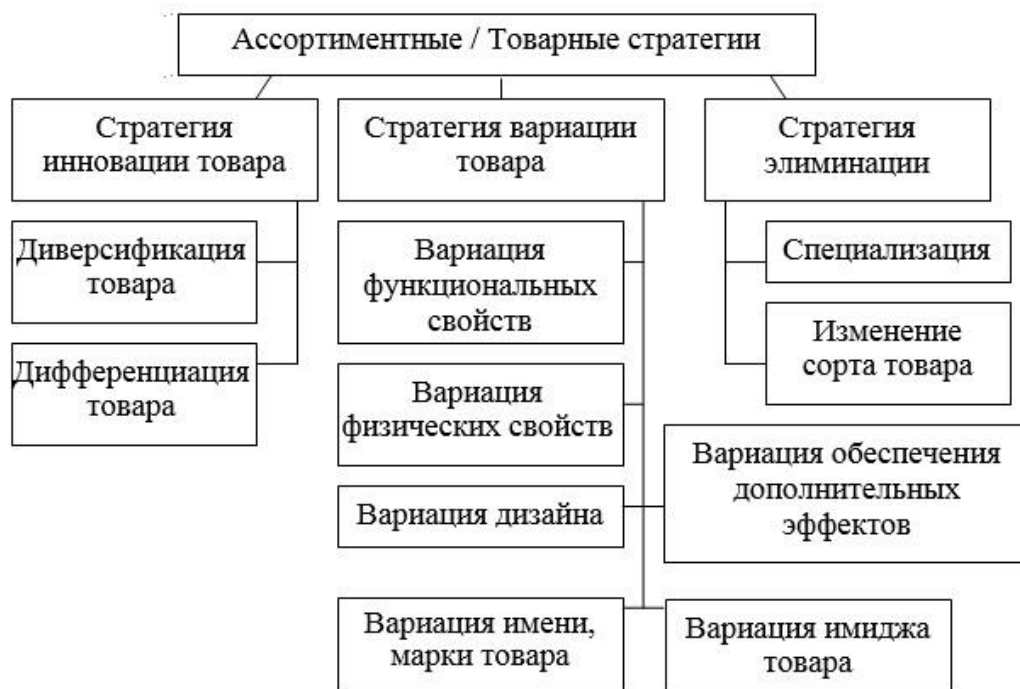 Ассортиментные / Товарные стратегии
Стратегия
инновации товара
Диверсификация
товара
Дифференциация
товара
Стратегия вариации
товара
Вариация
функциональных
свойств
Вариация
физических свойств
Вариация дизайна
Вариация обеспечения
дополнительных
эффектов
Вариация имени,
марки товара
Вариация имиджа
товара
Стратегия
элиминации
Специализация
Изменение
сорта товара